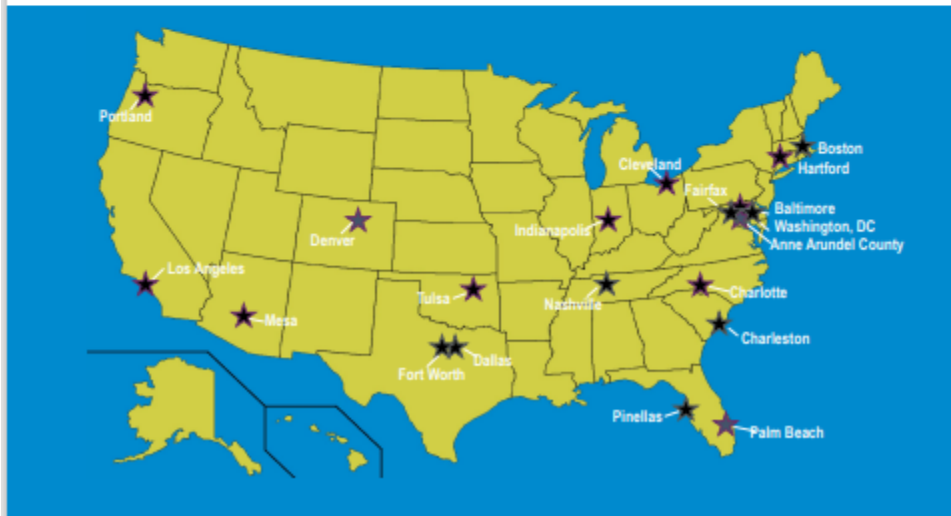 Portland
Boston
Cleveland
Hartford
Fairfax
Baltimore
Washington, DC
Indianapolis
Denver
Anne Arundel County
Los Angeles
Tulsa
Nashville
Charlotte
Mesa
Charleston
Dallas
Fort Worth
Pinellas
Palm Beach